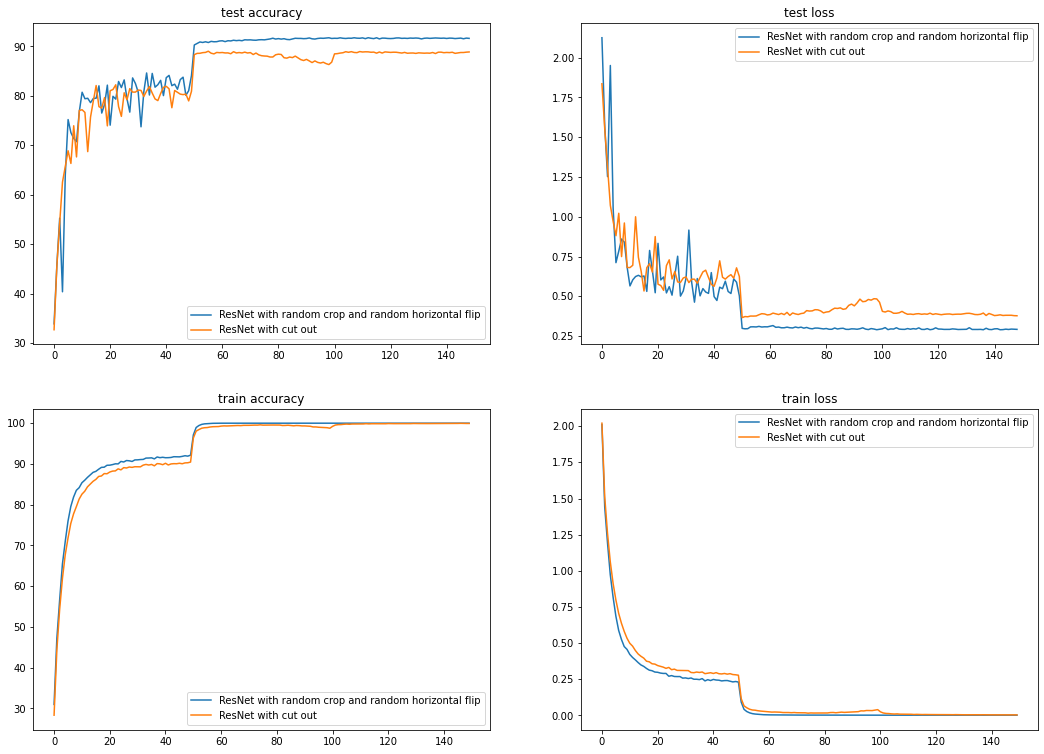 test accuracy
90
80
70
60
50
40
30
0 20 40 60 80 100 120 140
ResNet with random crop and random horizontal flip
ResNet with cut out
test loss
2.00
1.75
1.50
1.25
1.00
0.75
0.50
0.25
0 20 40 60 80 100 120 140
ResNet with random crop and random horizontal flip
ResNet with cut out
train accuracy
100
90
80
70
60
50
40
30
0 20 40 60 80 100 120 140
ResNet with random crop and random horizontal flip
ResNet with cut out
train loss
2.00
1.75
1.50
1.25
1.00
0.75
0.50
0.25
0.00
0 20 40 60 80 100 120 140
ResNet with random crop and random horizontal flip
ResNet with cut out